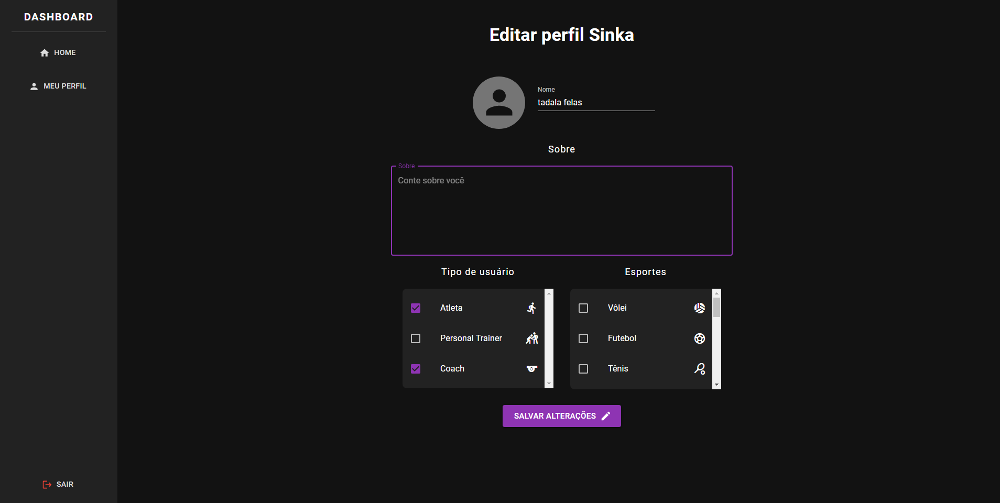 DASHBOARD
HOME
MEU PERFIL
SAIR
Editar perfil Sinka
Nome
tadala felas
Sobre
Sobre
Conte sobre você
Tipo de usuário
Atleta
Personal Trainer
Coach
Esportes
Vôlei
Futebol
Tênis
SALVAR ALTERAÇÕES